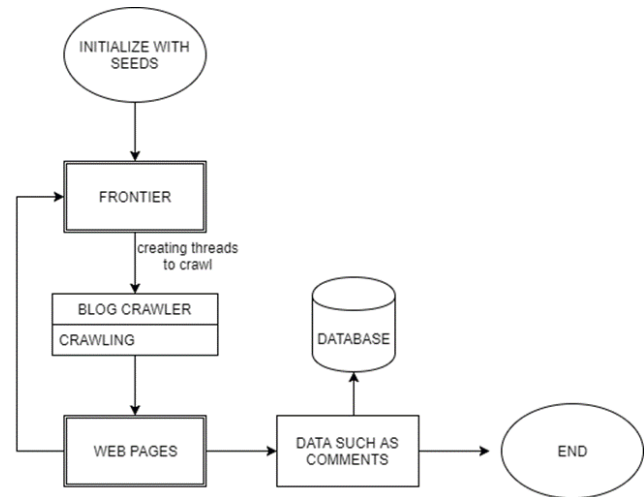 INITIALIZE WITH
SEEDS
FRONTIER
creating threads
to crawl
BLOG CRAWLER
CRAWLING
DATABASE
WEB PAGES
DATA SUCH AS
COMMENTS
END